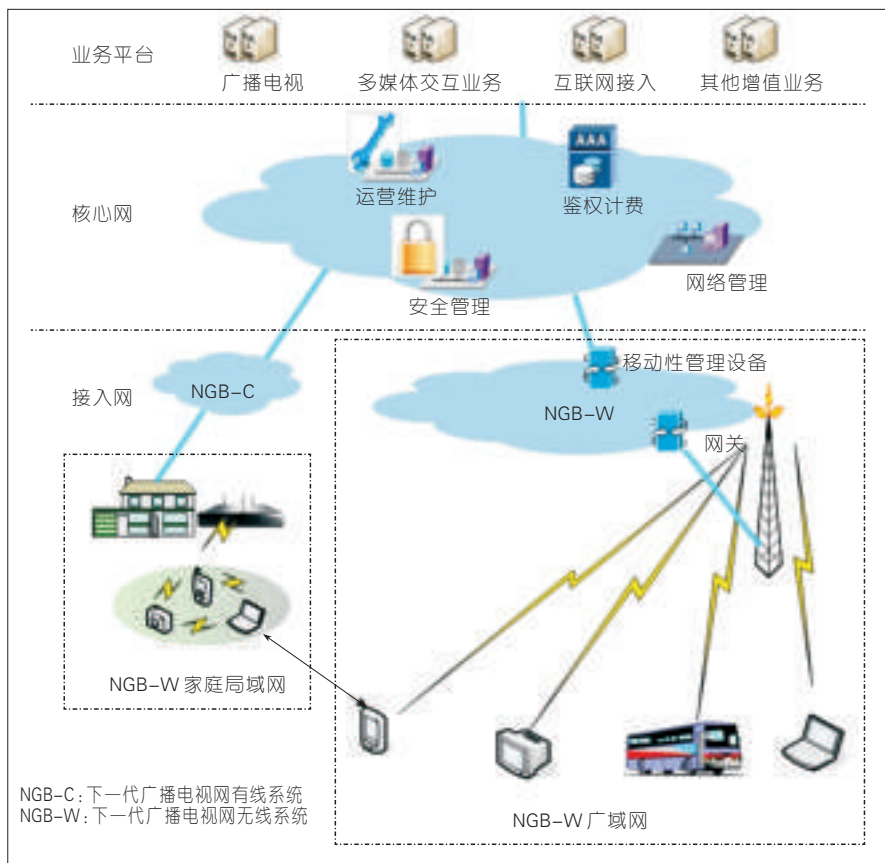 业务平台
广播电视
多媒体交互业务
互联网接入
其他增值业务
核心网
运营维护
AAA
鉴权计费
安全管理
网络管理
接入网
NGB-C
移动性管理设备
NGB-W
网关
NGB-W 家庭局域网
NGB-W 广域网
NGB-C:下一代广播电视网有线系统
NGB-W:下一代广播电视网无线系统